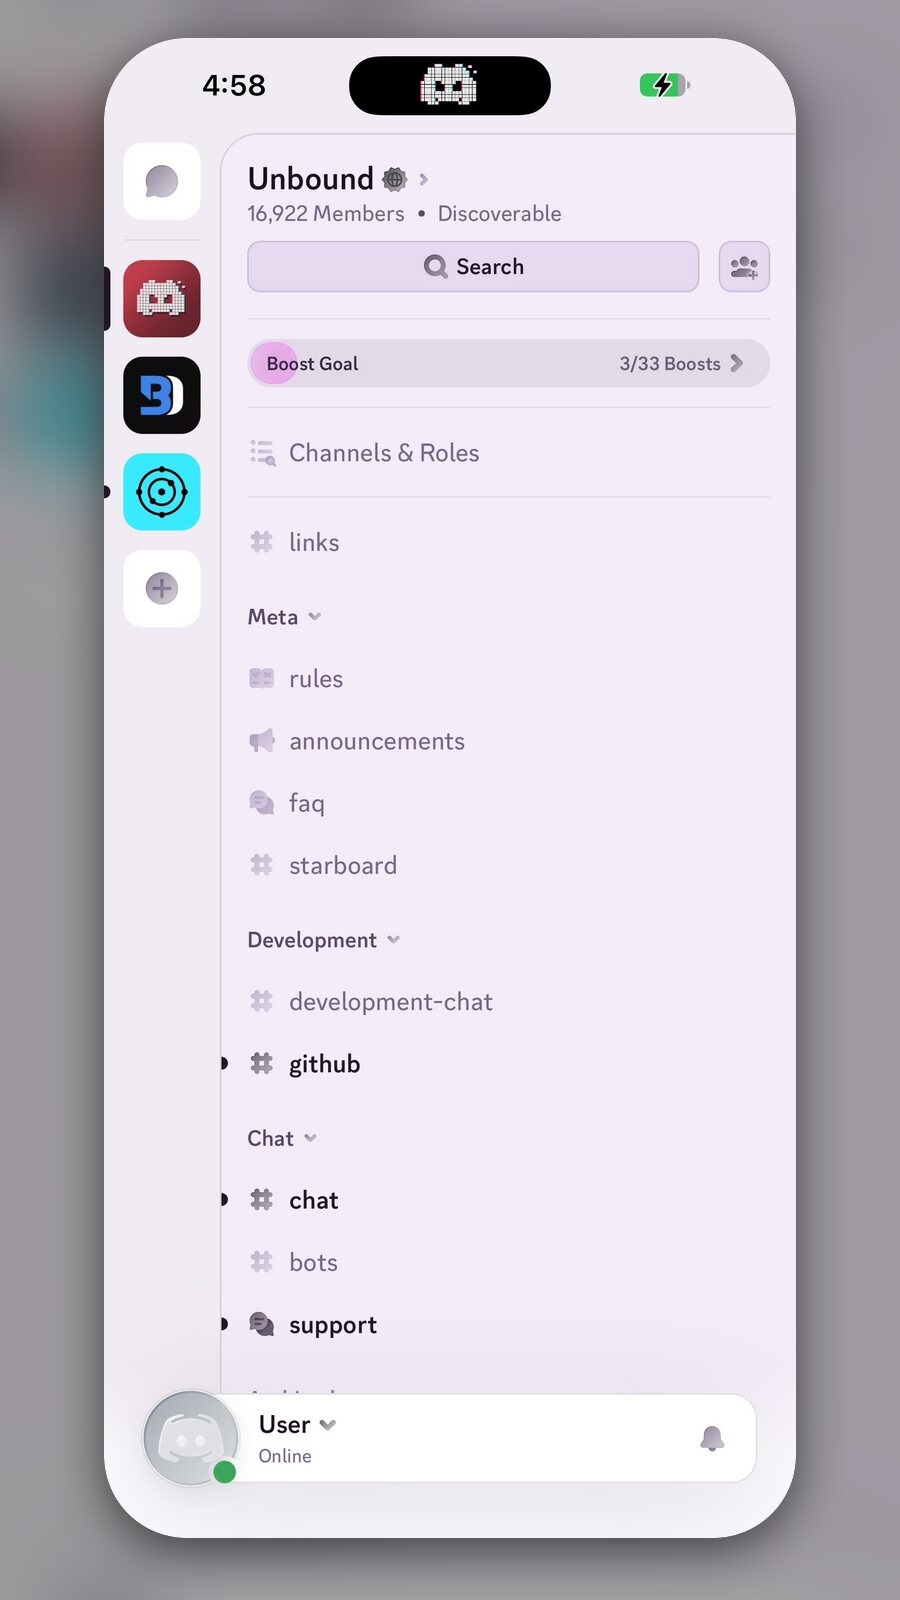 4:58
Unbound
16,922 Members • Discoverable
Search
Boost Goal
3/33 Boosts
Channels & Roles
links
Meta
rules
announcements
faq
starboard
Development
development-chat
github
Chat
chat
bots
support
User
Online